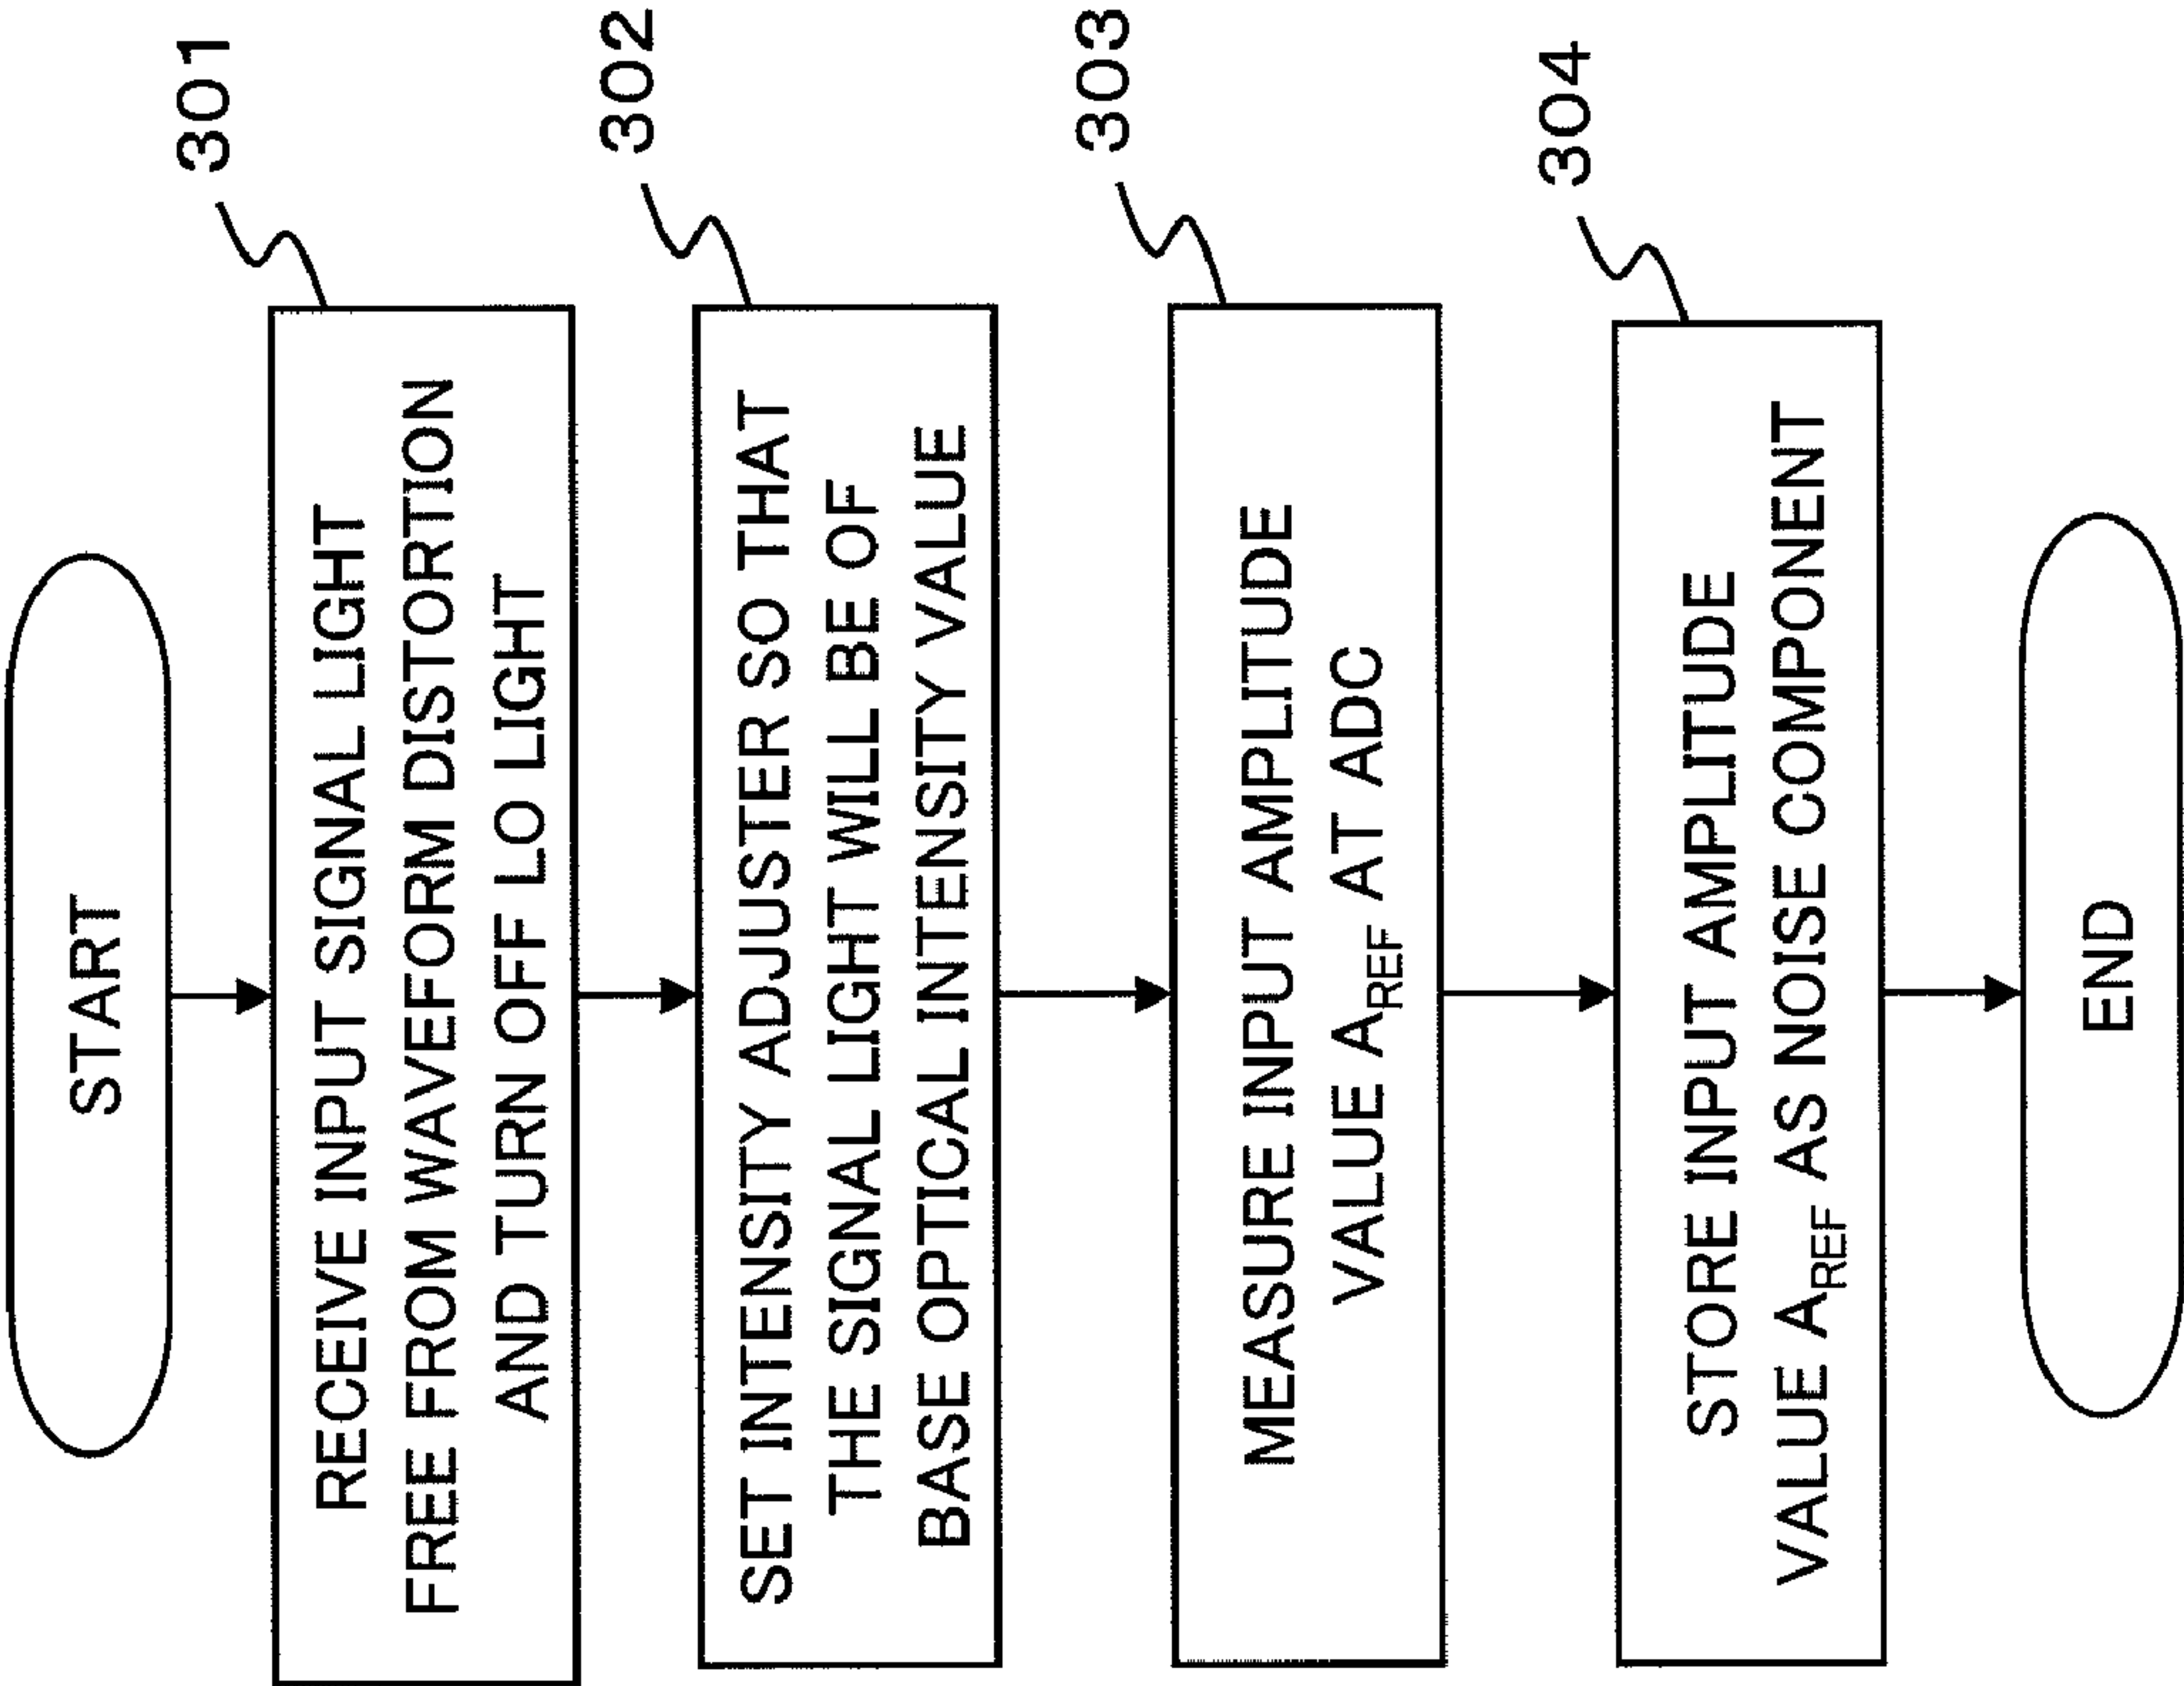 START
301
RECEIVE INPUT SIGNAL LIGHT
FREE FROM WAVEFORM DISTORTION
AND TURN OFF LO LIGHT
302
SET INTENSITY ADJUSTER SO THAT
THE SIGNAL LIGHT WILL BE OF
BASE OPTICAL INTENSITY VALUE
303
MEASURE INPUT AMPLITUDE
VALUE AREF AT ADC
304
STORE INPUT AMPLITUDE
VALUE AREF AS NOISE COMPONENT
END